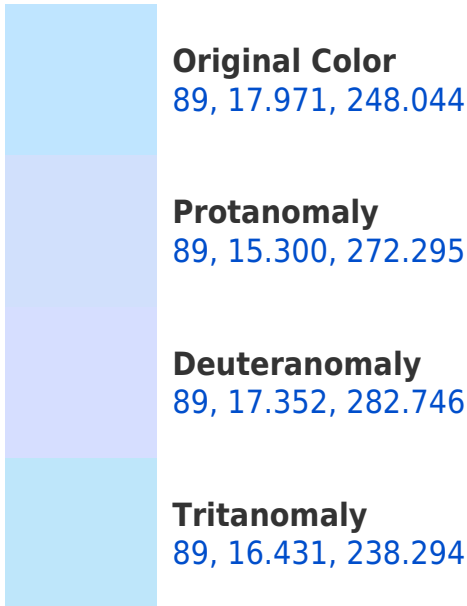 Original Color
89, 17.971, 248.044
Protanomaly
89, 15.300, 272.295
Deuteranomaly
89, 17.352, 282.746
Tritanomaly
89, 16.431, 238.294